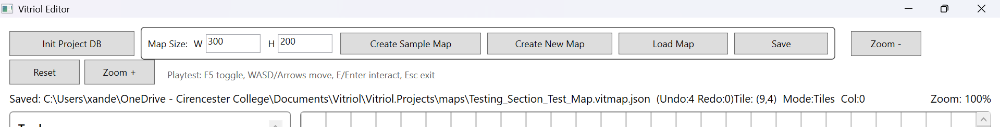 Vitriol Editor
Init Project DB Map Size: W 300 H 200 Create Sample Map Create New Map Load Map Save Zoom -
Reset Zoom + Playtest: F5 toggle, WASD/Arrows move, E/Enter interact, Esc exit
Saved: C:\Users\xande\OneDrive - Cirencester College\Documents\Vitriol\Vitriol.Projects\maps\Testing_Section_Test_Map.vitmap.json (Undo:4 Redo:0)Tile: (9,4) Mode:Tiles Col:0 Zoom: 100%